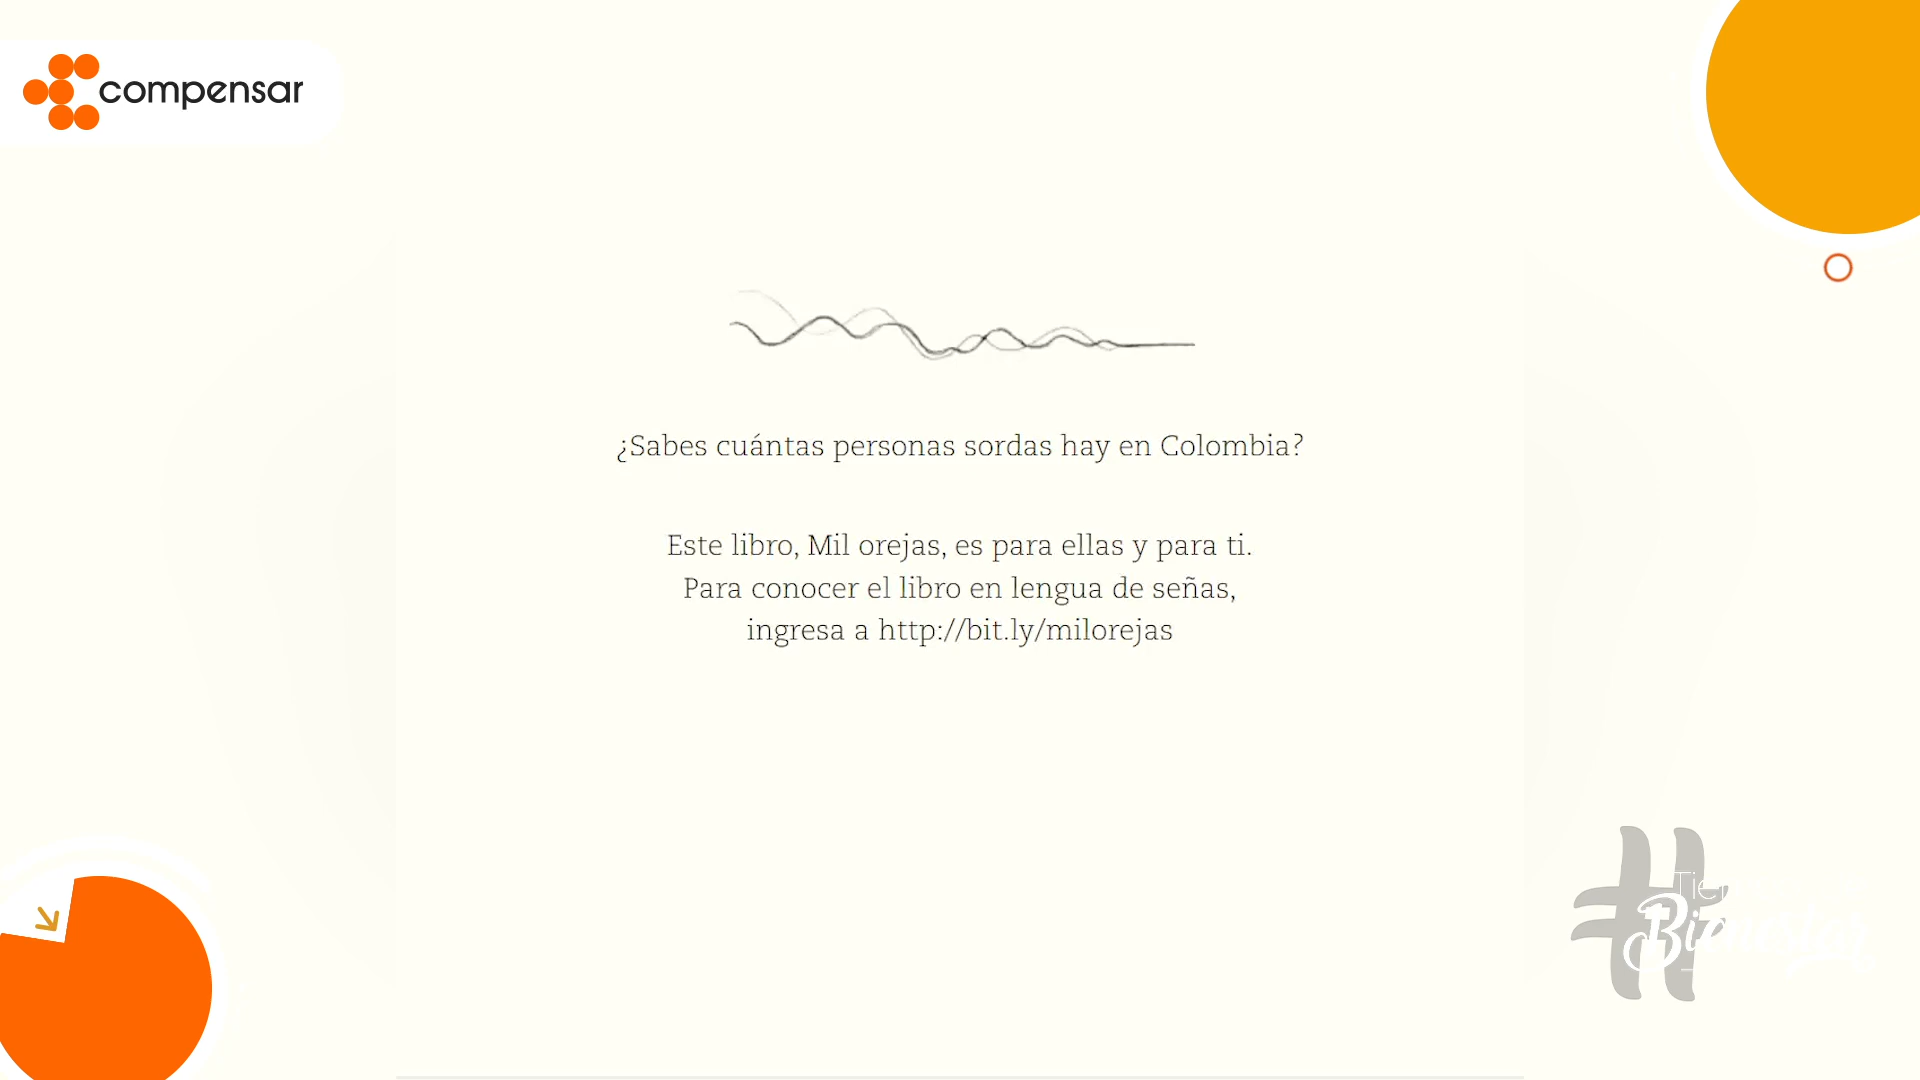 compensar
¿Sabes cuántas personas sordas hay en Colombia?
Este libro, Mil orejas, es para ellas y para ti.
Para conocer el libro en lengua de señas,
ingresa a http://bit.ly/milorejas
Bienestar